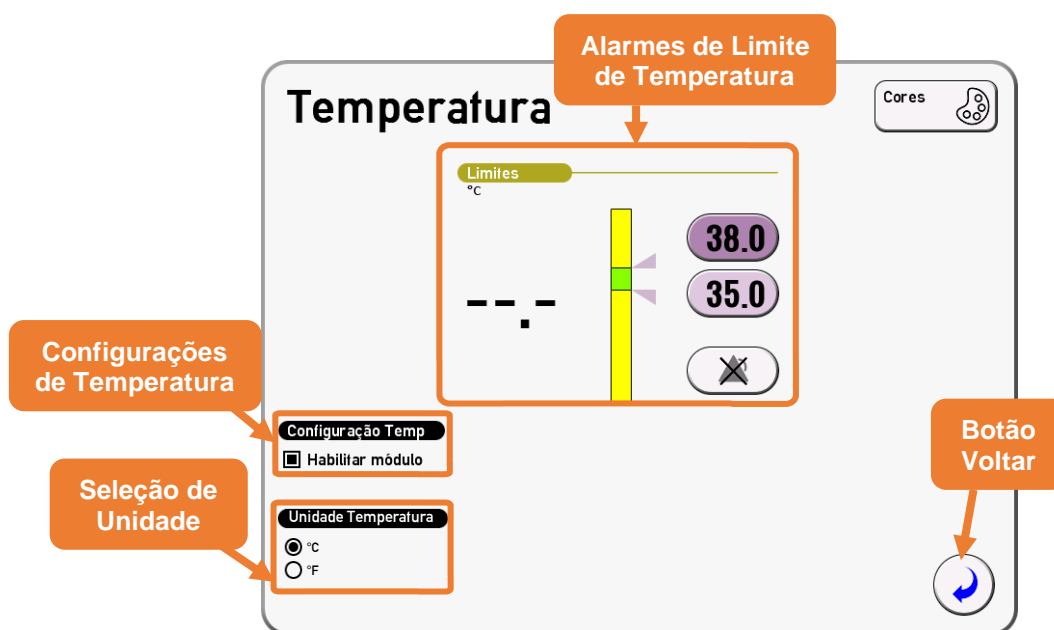 Alarmes de Limite
de Temperatura
Temperatura
Cores
Limites
°C
38.0
35.0
--.-
Configurações
de Temperatura
Configuração Temp
Habilitar módulo
Botão
Voltar
Seleção de
Unidade
Unidade Temperatura
°C
°F